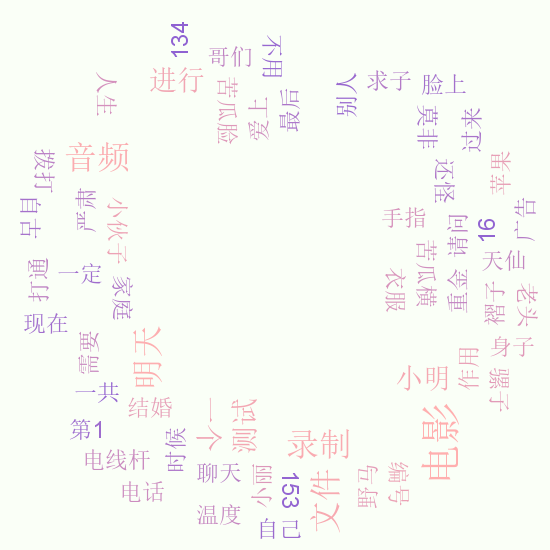 134
哥们
不用
进行
苦瓜脸
爱上
最后
人生
别人
求子
脸上
莫非
过来
还怪
苹果
音频
拨打
早早
严肃
小伙子
手指
请问
16
广告
天仙
苦瓜横
重金
衣服
褶子
老头
打通
一定
家庭
现在
需要
明天
身子
作用
骡子
小明
一共
结婚
第1
一个
测试
录制
电影
电线杆
时候
聊天
小丽
153
文件
野马
编号
电话
温度
自己